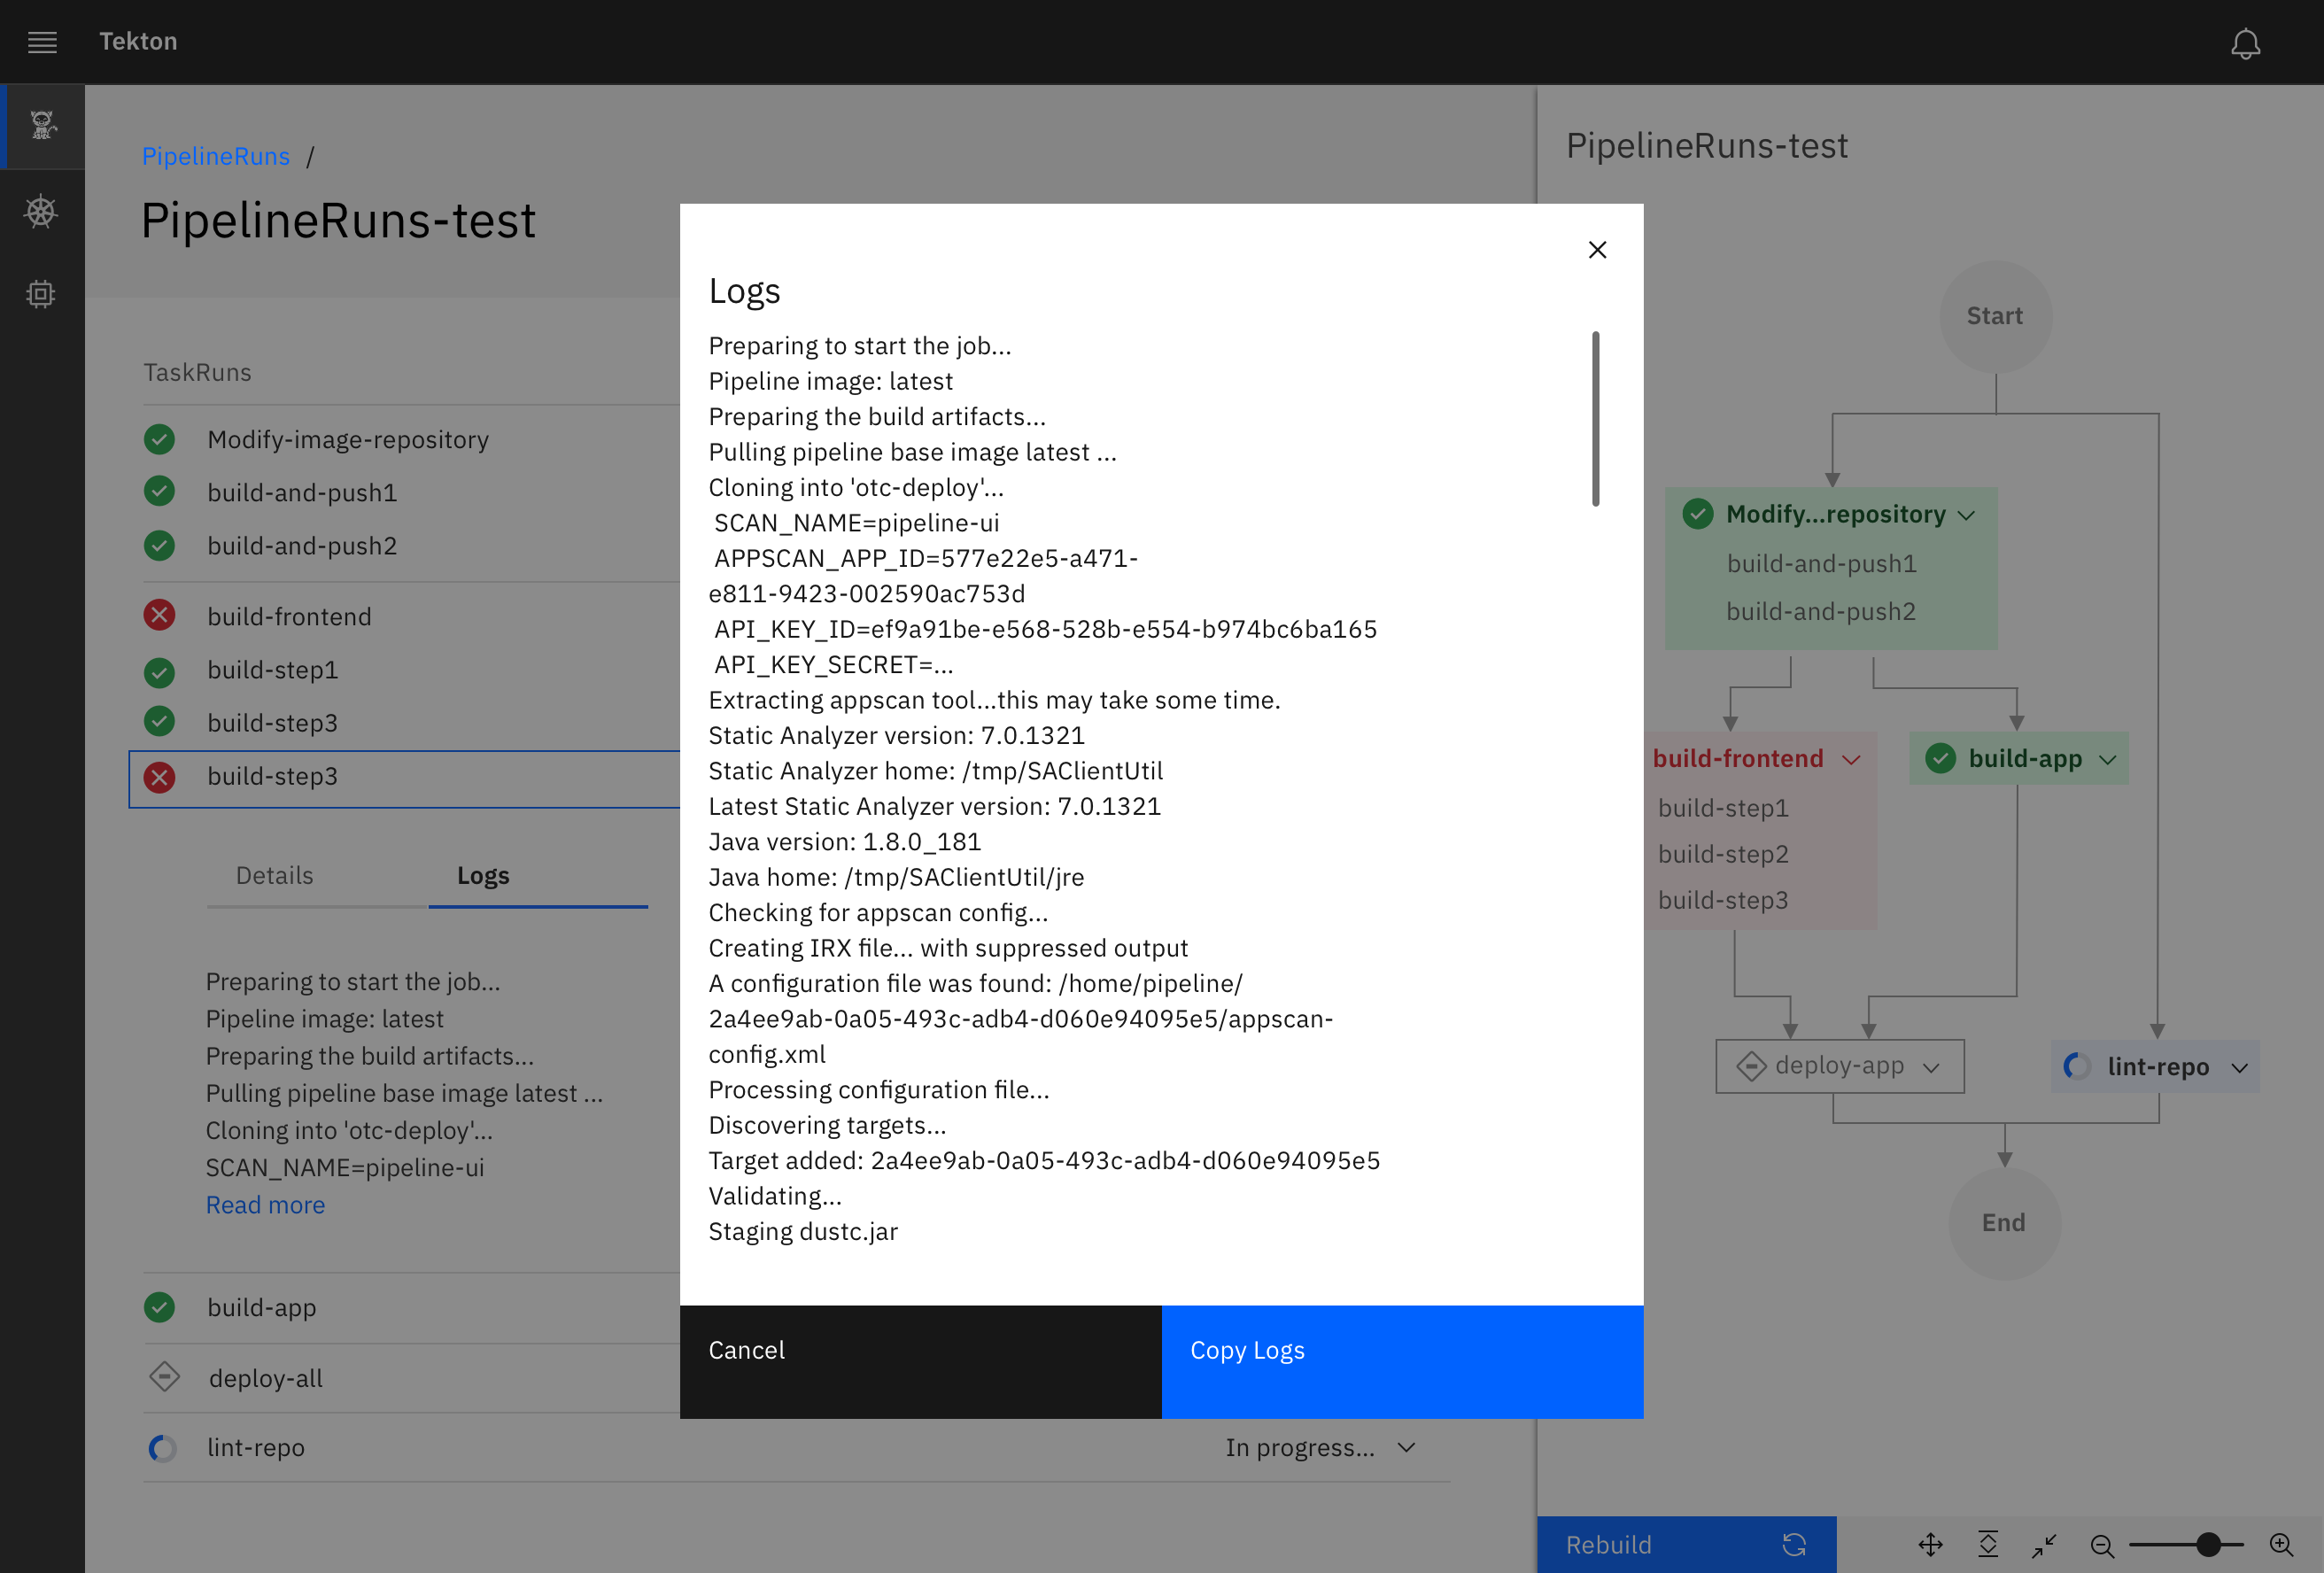 Tekton
PipelineRuns /
PipelineRuns-test
TaskRuns
Modify-image-repository
build-and-push1
build-and-push2
build-frontend
build-step1
build-step3
build-step3
Details Logs
Preparing to start the job...
Pipeline image: latest
Preparing the build artifacts...
Pulling pipeline base image latest ...
Cloning into 'otc-deploy'...
SCAN_NAME=pipeline-ui
Read more
build-app
deploy-all
lint-repo In progress...
Logs
Preparing to start the job...
Pipeline image: latest
Preparing the build artifacts...
Pulling pipeline base image latest ...
Cloning into 'otc-deploy'...
SCAN_NAME=pipeline-ui
APPSCAN_APP_ID=577e22e5-a471-
e811-9423-002590ac753d
API_KEY_ID=ef9a91be-e568-528b-e554-b974bc6ba165
API_KEY_SECRET=...
Extracting appscan tool...this may take some time.
Static Analyzer version: 7.0.1321
Static Analyzer home: /tmp/SAClientUtil
Latest Static Analyzer version: 7.0.1321
Java version: 1.8.0_181
Java home: /tmp/SAClientUtil/jre
Checking for appscan config...
Creating IRX file... with suppressed output
A configuration file was found: /home/pipeline/
2a4ee9ab-0a05-493c-adb4-d060e94095e5/appscan-
config.xml
Processing configuration file...
Discovering targets...
Target added: 2a4ee9ab-0a05-493c-adb4-d060e94095e5
Validating...
Staging dustc.jar
Cancel
Copy Logs
PipelineRuns-test
Start
Modify...repository
build-and-push1
build-and-push2
build-frontend
build-step1
build-step2
build-step3
build-app
deploy-app
lint-repo
End
Rebuild